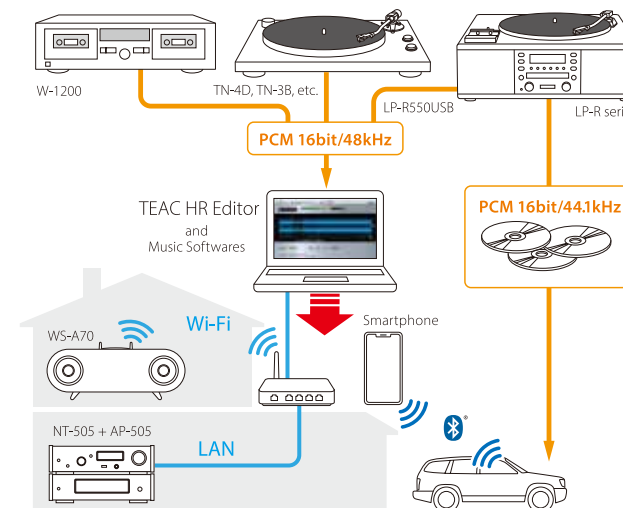 W-1200
TN-4D, TN-3B, etc.
LP-R550USB
LP-R seri
PCM 16bit/48kHz
TEAC HR Editor
and
Music Softwares
PCM 16bit/44.1kHz
Wi-Fi
Smartphone
WS-A70
NT-505 + AP-505
LAN
®